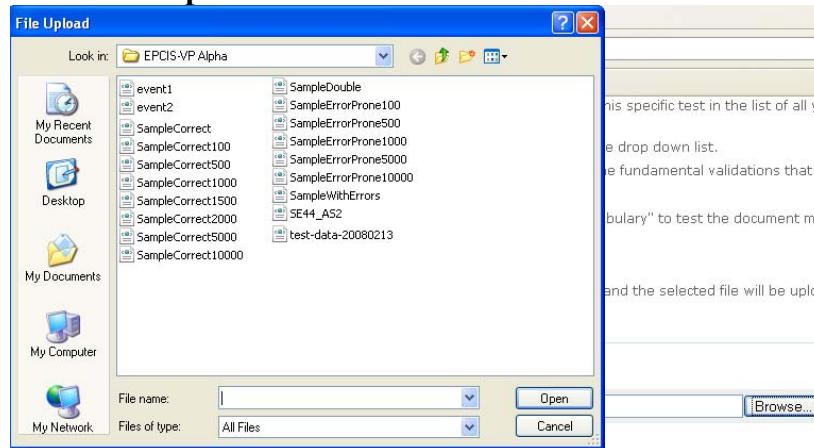 File Upload
Look in:
EPCIS-VP Alpha
My Recent Documents
Desktop
My Documents
My Computer
My Network
event1
event2
SampleCorrect
SampleCorrect100
SampleCorrect500
SampleCorrect1000
SampleCorrect1500
SampleCorrect2000
SampleCorrect5000
SampleCorrect10000
SampleDouble
SampleErrorProne100
SampleErrorProne500
SampleErrorProne1000
SampleErrorProne5000
SampleErrorProne10000
SampleWithErrors
SE44_AS2
test-data-20080213
File name:
Open
Files of type:
All Files
Cancel
his specific test in the list of all
e drop down list.
e fundamental validations that
bulary" to test the document m
and the selected file will be uplo
Browse...